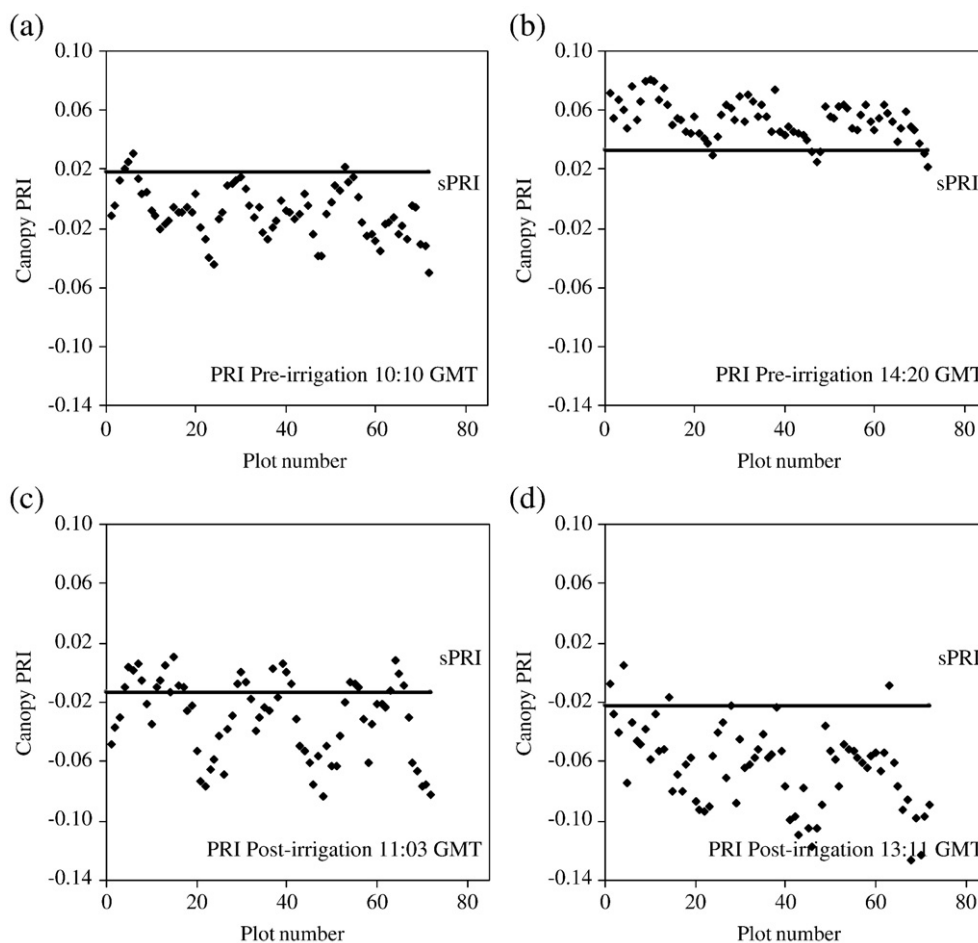 (a)
0.10
0.06
0.02
-0.02
-0.06
-0.10
-0.14
Canopy PRI
sPRI
PRI Pre-irrigation 10:10 GMT
0 20 40 60 80
Plot number
(b)
0.10
0.06
0.02
-0.02
-0.06
-0.10
-0.14
Canopy PRI
sPRI
PRI Pre-irrigation 14:20 GMT
0 20 40 60 80
Plot number
(c)
0.10
0.06
0.02
-0.02
-0.06
-0.10
-0.14
Canopy PRI
sPRI
PRI Post-irrigation 11:03 GMT
0 20 40 60 80
Plot number
(d)
0.10
0.06
0.02
-0.02
-0.06
-0.10
-0.14
Canopy PRI
sPRI
PRI Post-irrigation 13:11 GMT
0 20 40 60 80
Plot number